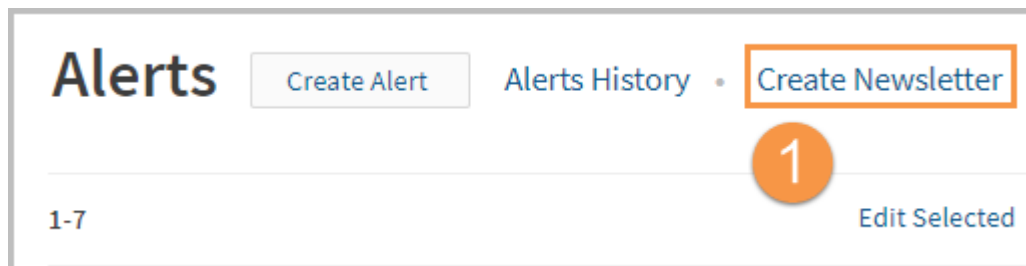 Alerts Create Alert Alerts History • Create Newsletter
1
1-7 Edit Selected